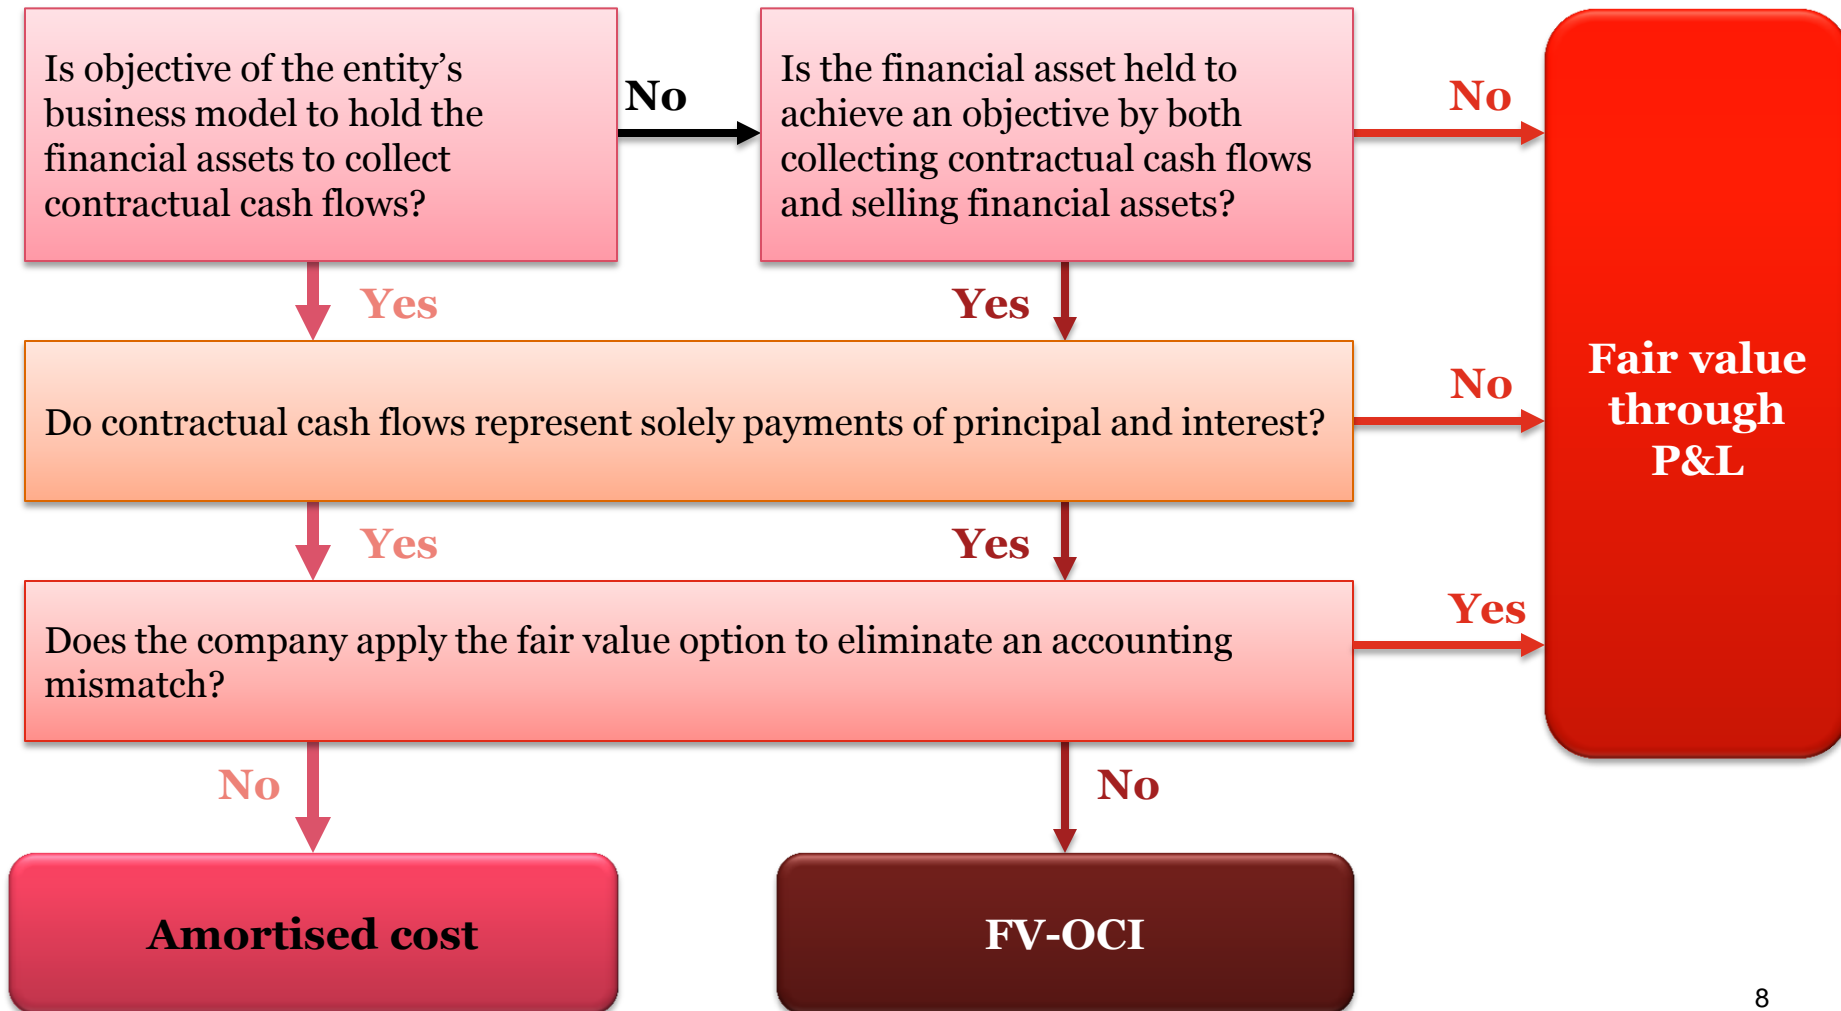 Is objective of the entity’s
business model to hold the
financial assets to collect
contractual cash flows?
No
Is the financial asset held to
achieve an objective by both
collecting contractual cash flows
and selling financial assets?
No
Yes
Yes
Do contractual cash flows represent solely payments of principal and interest?
No
Fair value
through
P&L
Yes
Yes
Does the company apply the fair value option to eliminate an accounting
mismatch?
Yes
No
No
Amortised cost
FV-OCI
8